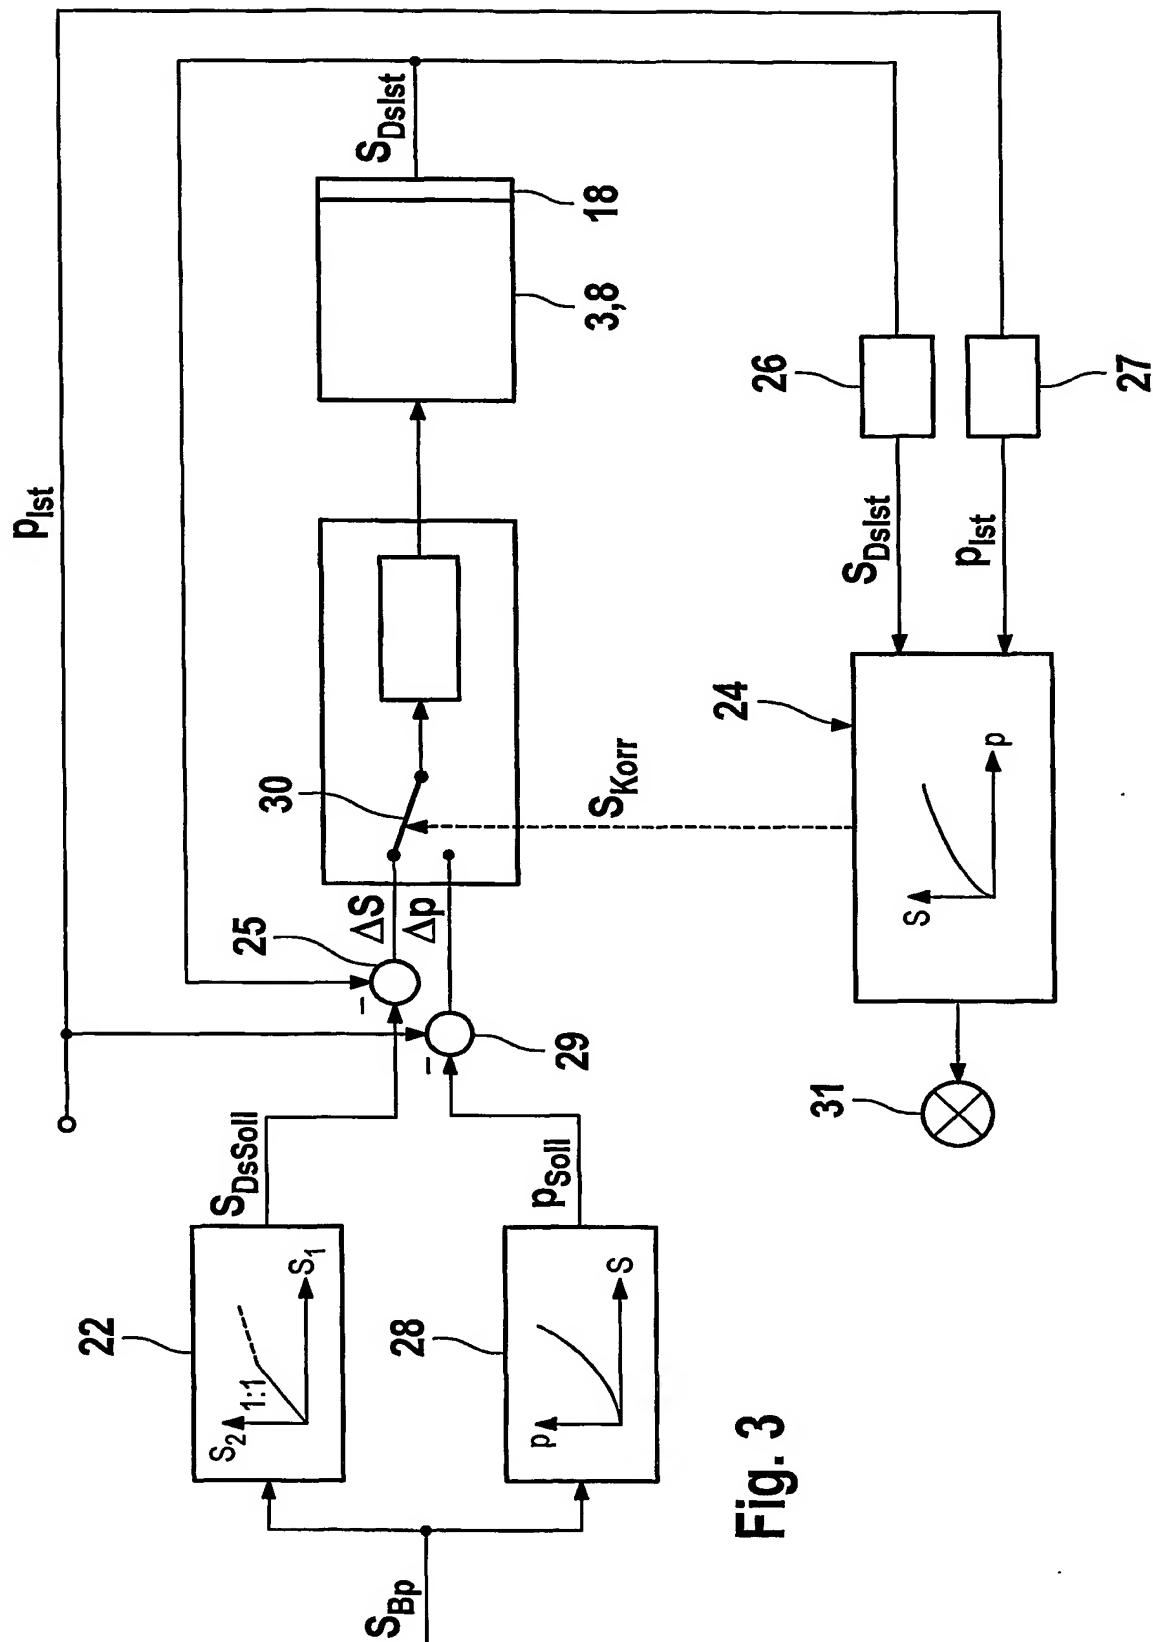 p_Ist
S_DsIst
18
3,8
30
ΔS
Δp
25
29
S_DsSoll
p_Soll
22
S_2
1:1
S_1
28
p
S
S_Bp
S_Korr
24
S
p
S_DsIst
p_Ist
26
27
31
Fig. 3